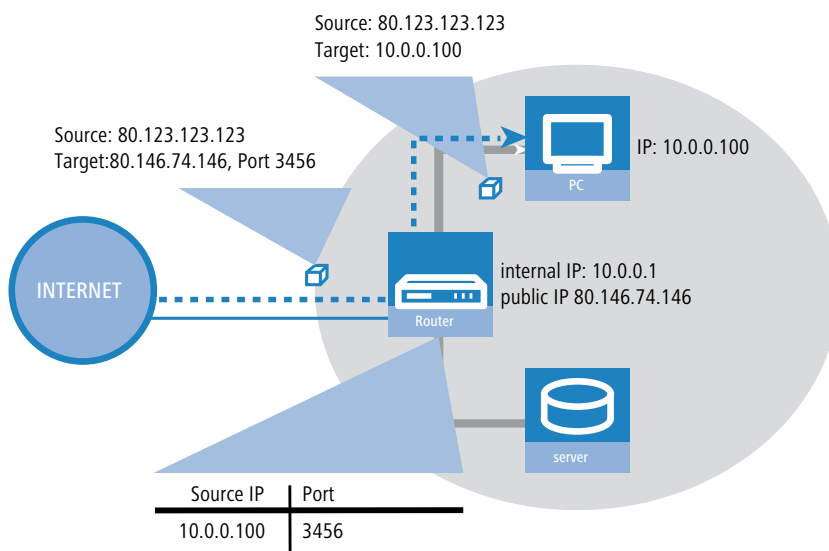 Source: 80.123.123.123
Target: 10.0.0.100
Source: 80.123.123.123
Target:80.146.74.146, Port 3456
IP: 10.0.0.100
PC
INTERNET
internal IP: 10.0.0.1
public IP 80.146.74.146
Router
server
Source IP Port
10.0.0.100 3456